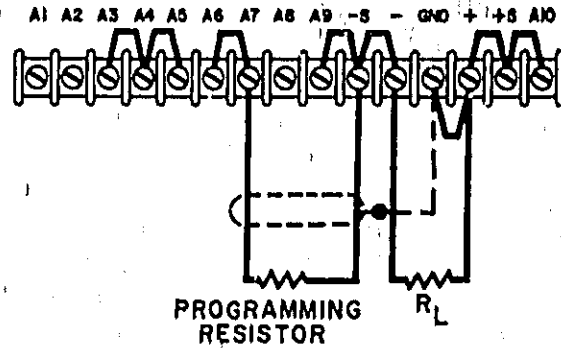 A1 A2 A3 A4 A5 A6 A7 A8 A9 -S - GND + +S A10
PROGRAMMING
RESISTOR
RL